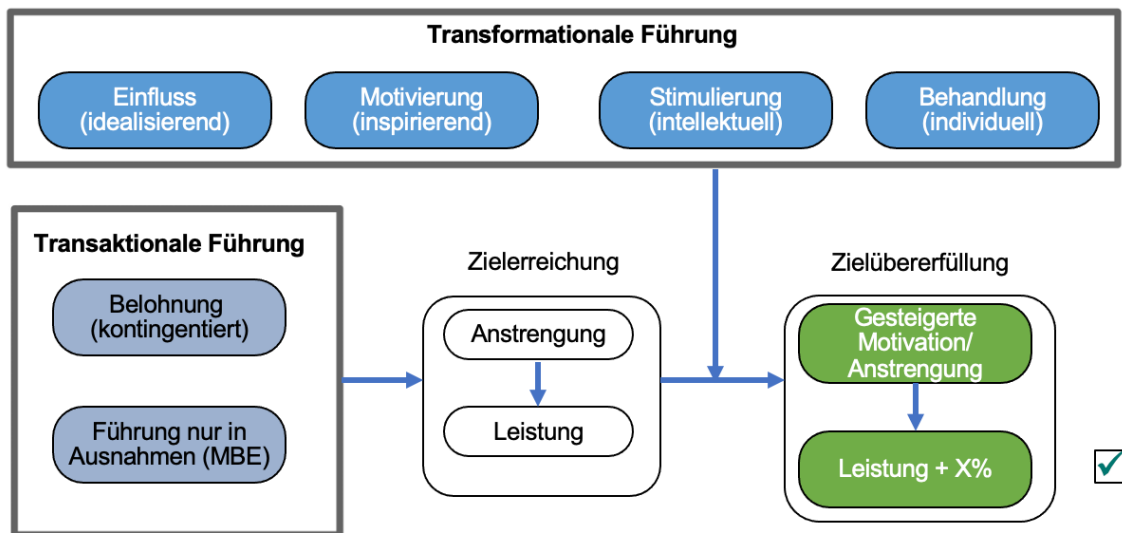 Transformationale Führung
Einfluss
(idealisierend)
Motivierung
(inspirierend)
Stimulierung
(intellektuell)
Behandlung
(individuell)
Transaktionale Führung
Belohnung
(kontingentiert)
Führung nur in
Ausnahmen (MBE)
Zielerreichung
Anstrengung
Leistung
Zielübererfüllung
Gesteigerte
Motivation/
Anstrengung
Leistung + X%